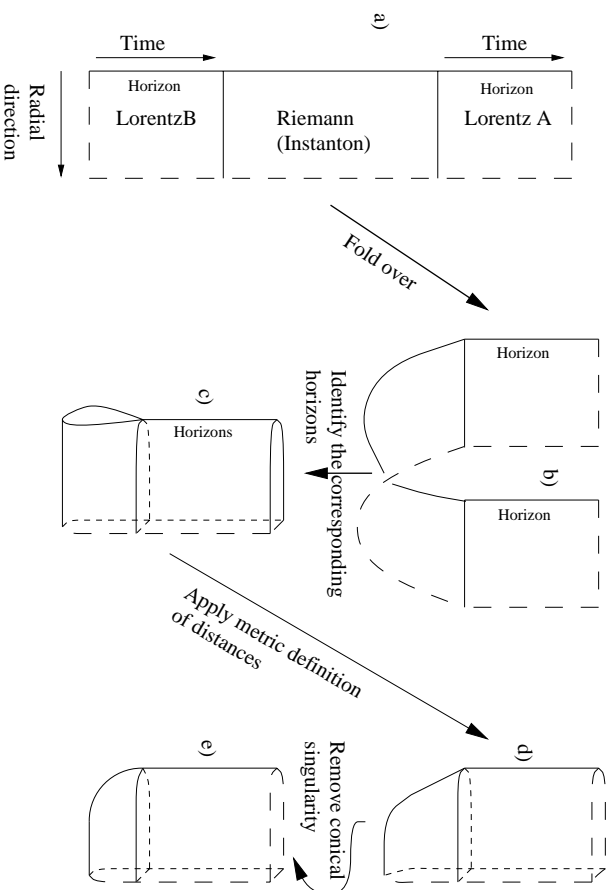 a)
Time
Time
Horizon
LorentzB
Riemann
(Instanton)
Horizon
Lorentz A
Radial
direction
Fold over
b)
Horizon
Horizon
Identify the corresponding
horizons
c)
Horizons
Apply metric definition
of distances
d)
Remove conical
singularity
e)